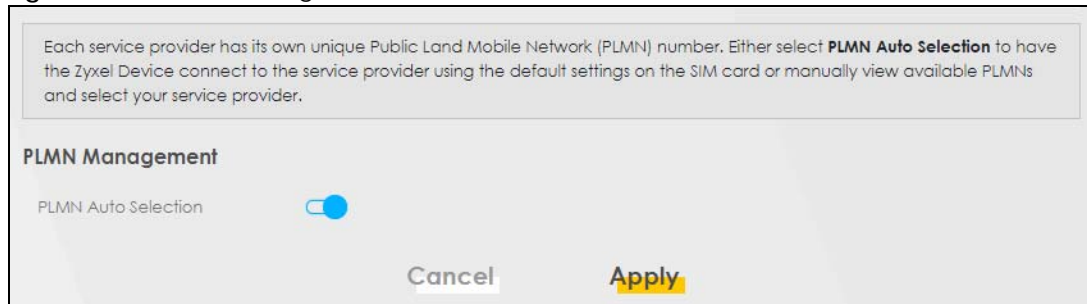 Each service provider has its own unique Public Land Mobile Network (PLMN) number. Either select PLMN Auto Selection to have
the Zyxel Device connect to the service provider using the default settings on the SIM card or manually view available PLMNs
and select your service provider.
PLMN Management
PLMN Auto Selection
Cancel Apply